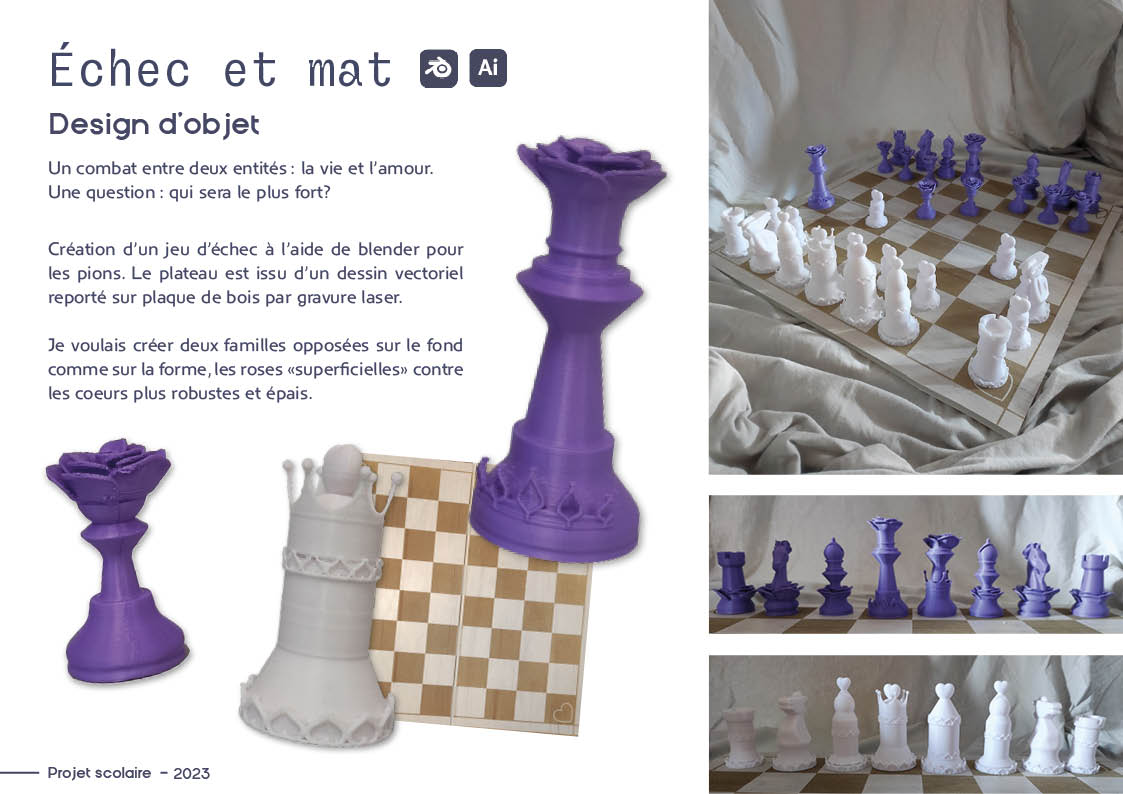 Échec et mat
Ai
Design d'objet
Un combat entre deux entités : la vie et l'amour.
Une question : qui sera le plus fort?
Création d'un jeu d'échec à l'aide de blender pour
les pions. Le plateau est issu d'un dessin vectoriel
reporté sur plaque de bois par gravure laser.
Je voulais créer deux familles opposées sur le fond
comme sur la forme, les roses «superficielles» contre
les coeurs plus robustes et épais.
Projet scolaire – 2023